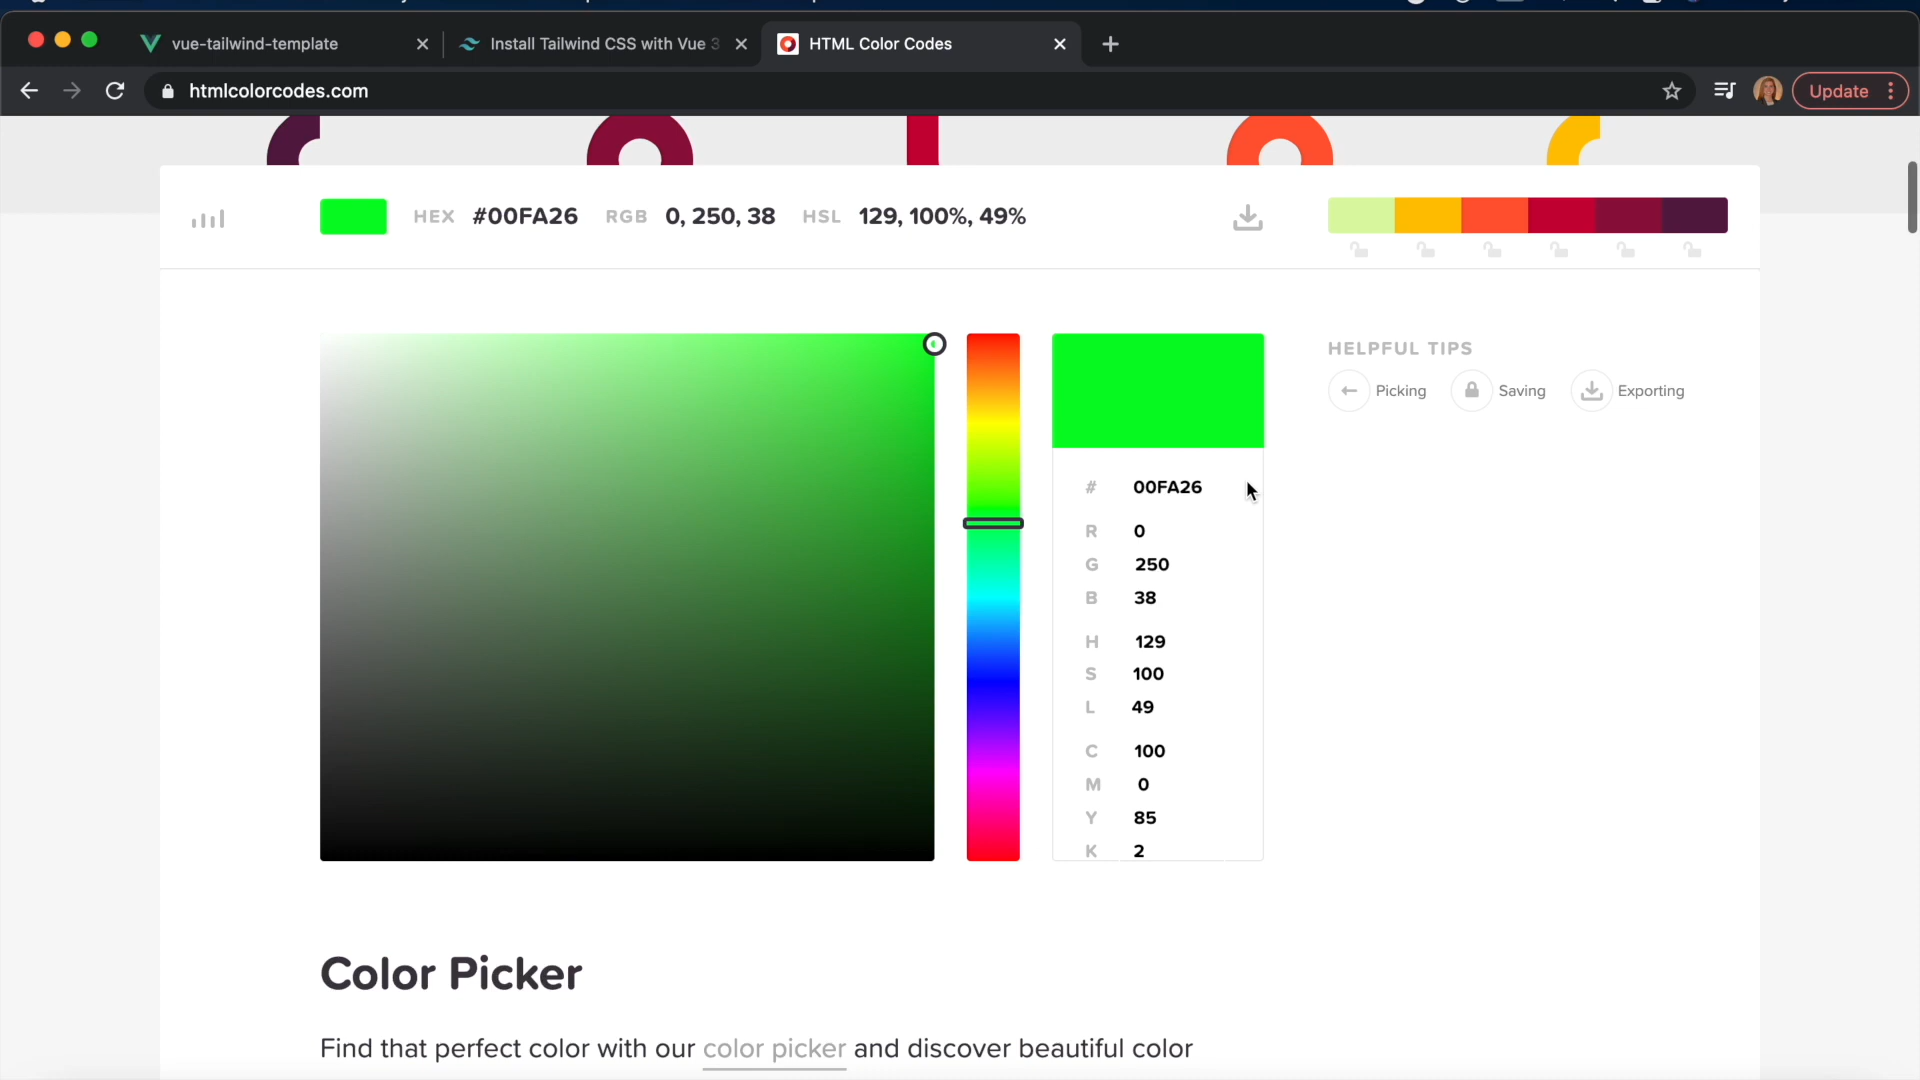 vue-tailwind-template
Install Tailwind CSS with Vue 3
HTML Color Codes
htmlcolorcodes.com
Update
HEX #00FA26 RGB 0, 250, 38 HSL 129, 100%, 49%
HELPFUL TIPS
Picking Saving Exporting
# 00FA26
R 0
G 250
B 38
H 129
S 100
L 49
C 100
M 0
Y 85
K 2
Color Picker
Find that perfect color with our color picker and discover beautiful color